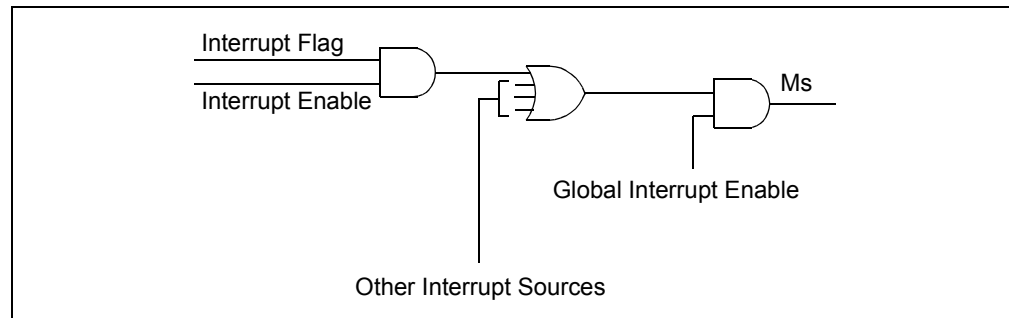 Interrupt Flag
Interrupt Enable
Ms
Global Interrupt Enable
Other Interrupt Sources